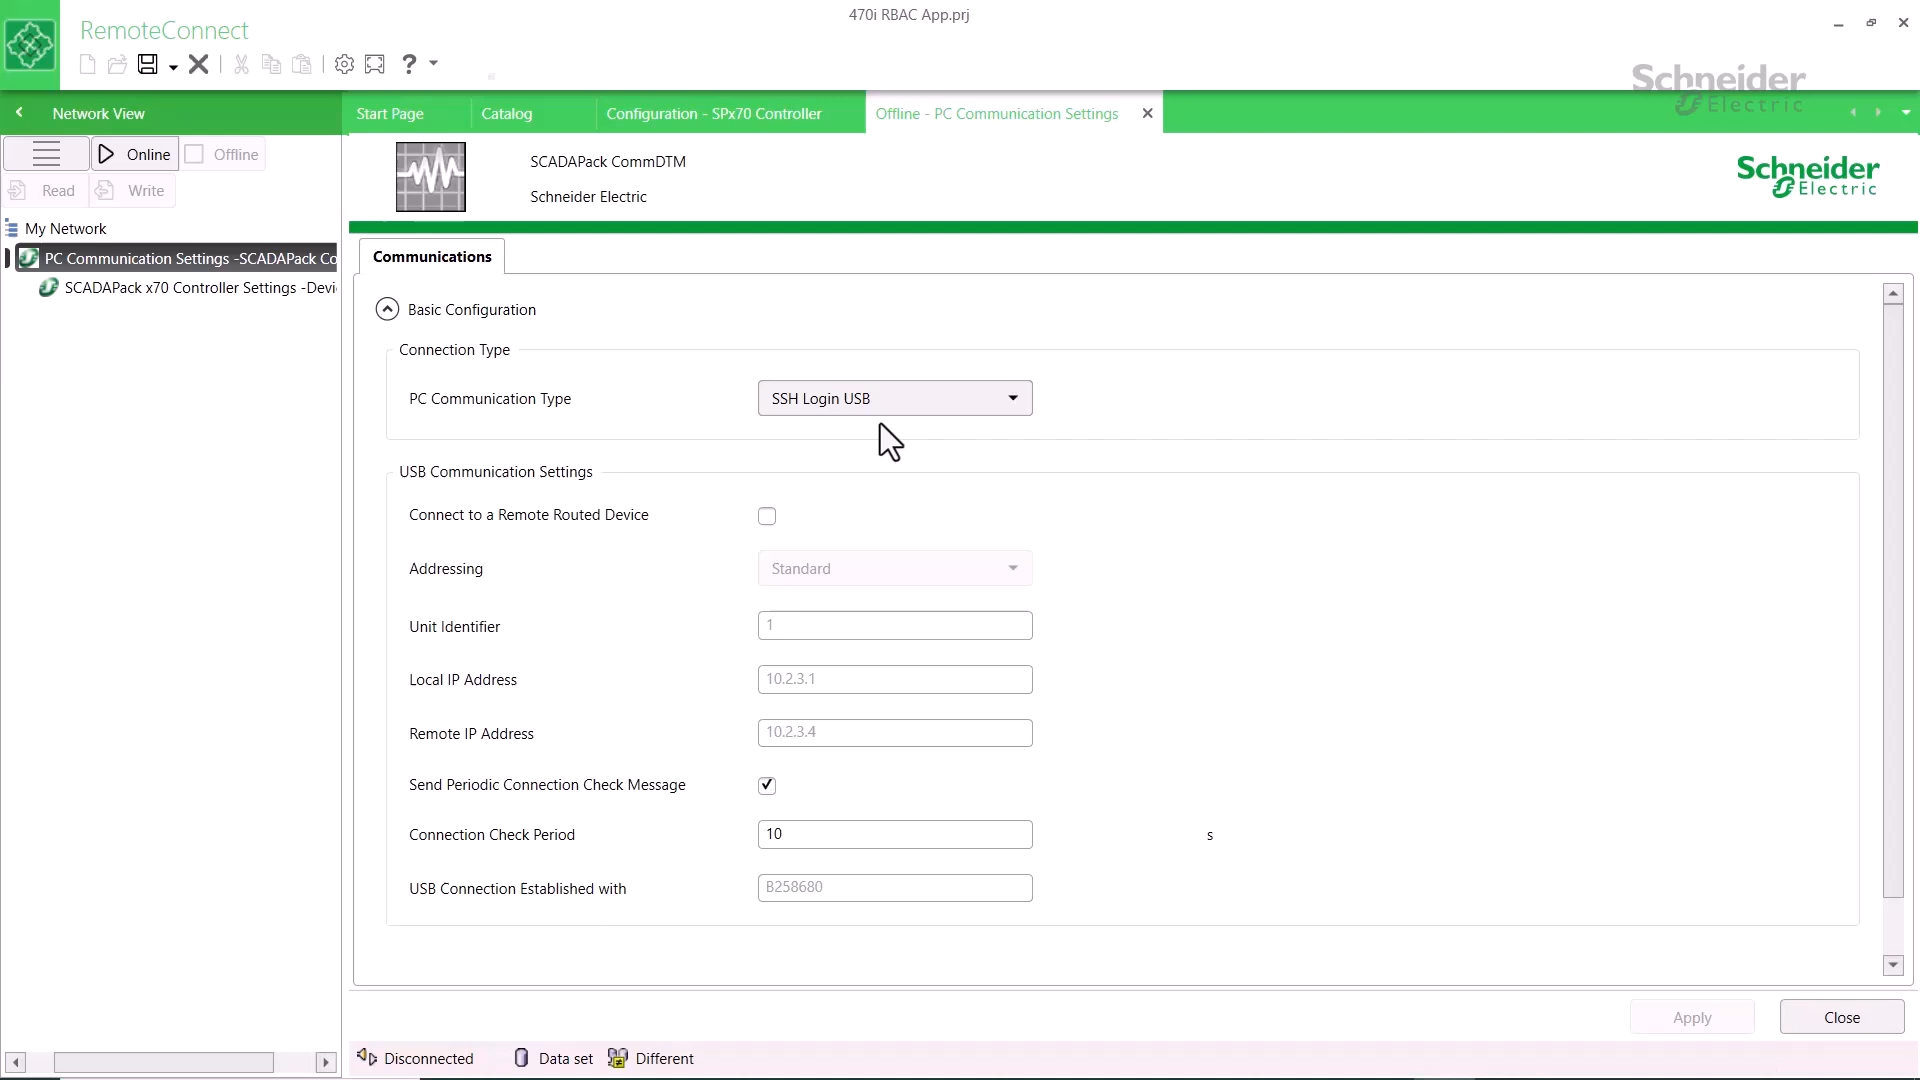 470i RBAC App.prj
RemoteConnect
Schneider
Electric
Network View
Start Page
Catalog
Configuration - SPx70 Controller
Offline - PC Communication Settings
Online
Offline
Read
Write
My Network
PC Communication Settings -SCADAPack Co
SCADAPack x70 Controller Settings -Devi
SCADAPack CommDTM
Schneider Electric
Schneider
Electric
Communications
Basic Configuration
Connection Type
PC Communication Type
SSH Login USB
USB Communication Settings
Connect to a Remote Routed Device
Addressing
Standard
Unit Identifier
1
Local IP Address
10.2.3.1
Remote IP Address
10.2.3.4
Send Periodic Connection Check Message
Connection Check Period
10
s
USB Connection Established with
B258680
Apply
Close
Disconnected
Data set
Different